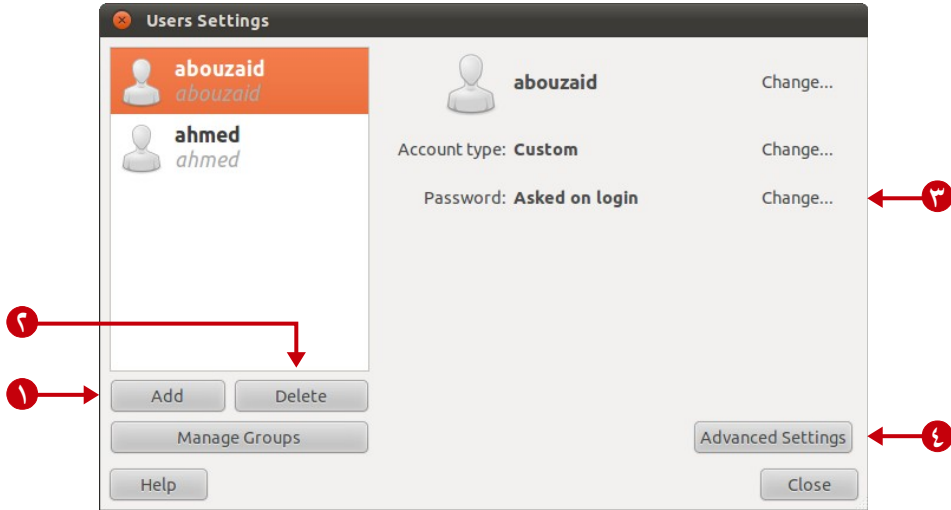 Users Settings
abouzaid
abouzaid
ahmed
ahmed
abouzaid Change...
Account type: Custom Change...
Password: Asked on login Change...
٣
٢
١
Add Delete
Manage Groups
Advanced Settings
٤
Help
Close